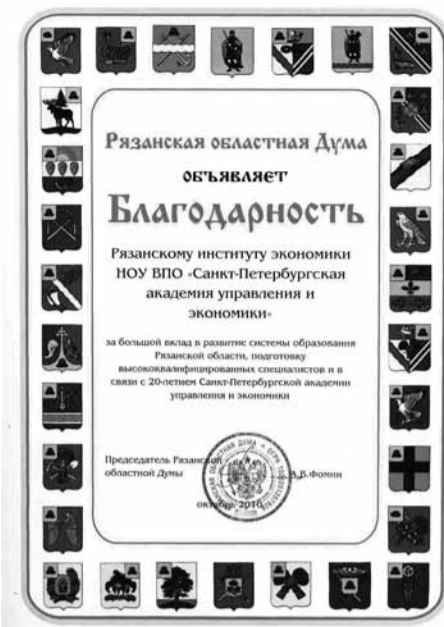 Рязанская областная Дума
объявляет
Благодарность
Рязанскому институту экономики
НОУ ВПО «Санкт-Петербургская
академия управления и
экономики»
за большой вклад в развитие системы образования
Рязанской области, подготовку
высококвалифицированных специалистов и в
связи с 20-летием Санкт-Петербургской академии
управления и экономики
Председатель Рязанской
областной Думы А.В.Фомин
октябрь 2010